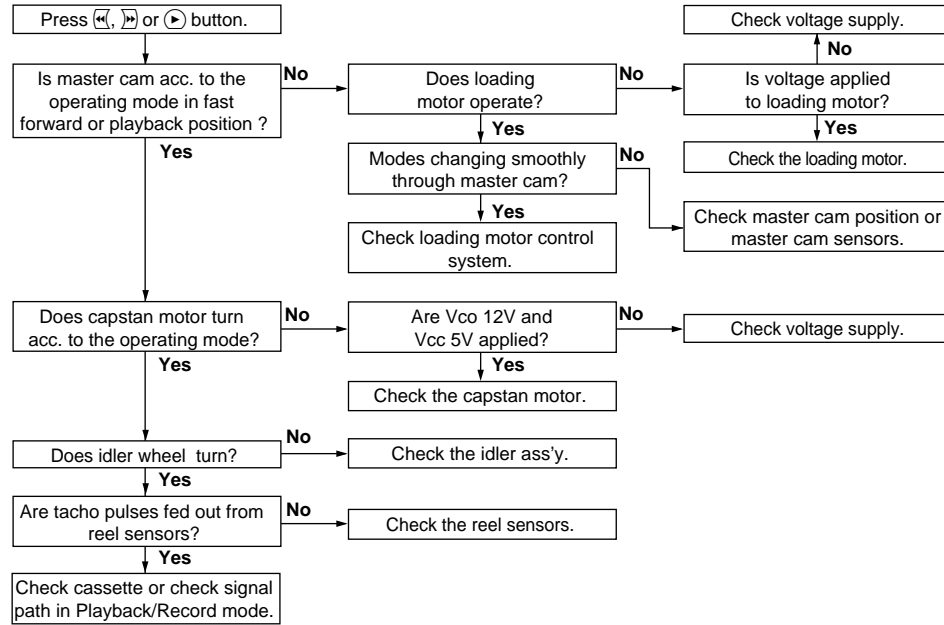 Press ⏪, ⏩ or ▶ button.
Check voltage supply.
No
Is master cam acc. to the
operating mode in fast
forward or playback position ?
No
Does loading
motor operate?
No
Is voltage applied
to loading motor?
Yes
Yes
Yes
Check the loading motor.
Modes changing smoothly
through master cam?
No
Yes
Check master cam position or
master cam sensors.
Check loading motor control
system.
Does capstan motor turn
acc. to the operating mode?
No
Are Vco 12V and
Vcc 5V applied?
No
Check voltage supply.
Yes
Yes
Check the capstan motor.
Does idler wheel turn?
No
Check the idler ass'y.
Yes
Are tacho pulses fed out from
reel sensors?
No
Check the reel sensors.
Yes
Check cassette or check signal
path in Playback/Record mode.